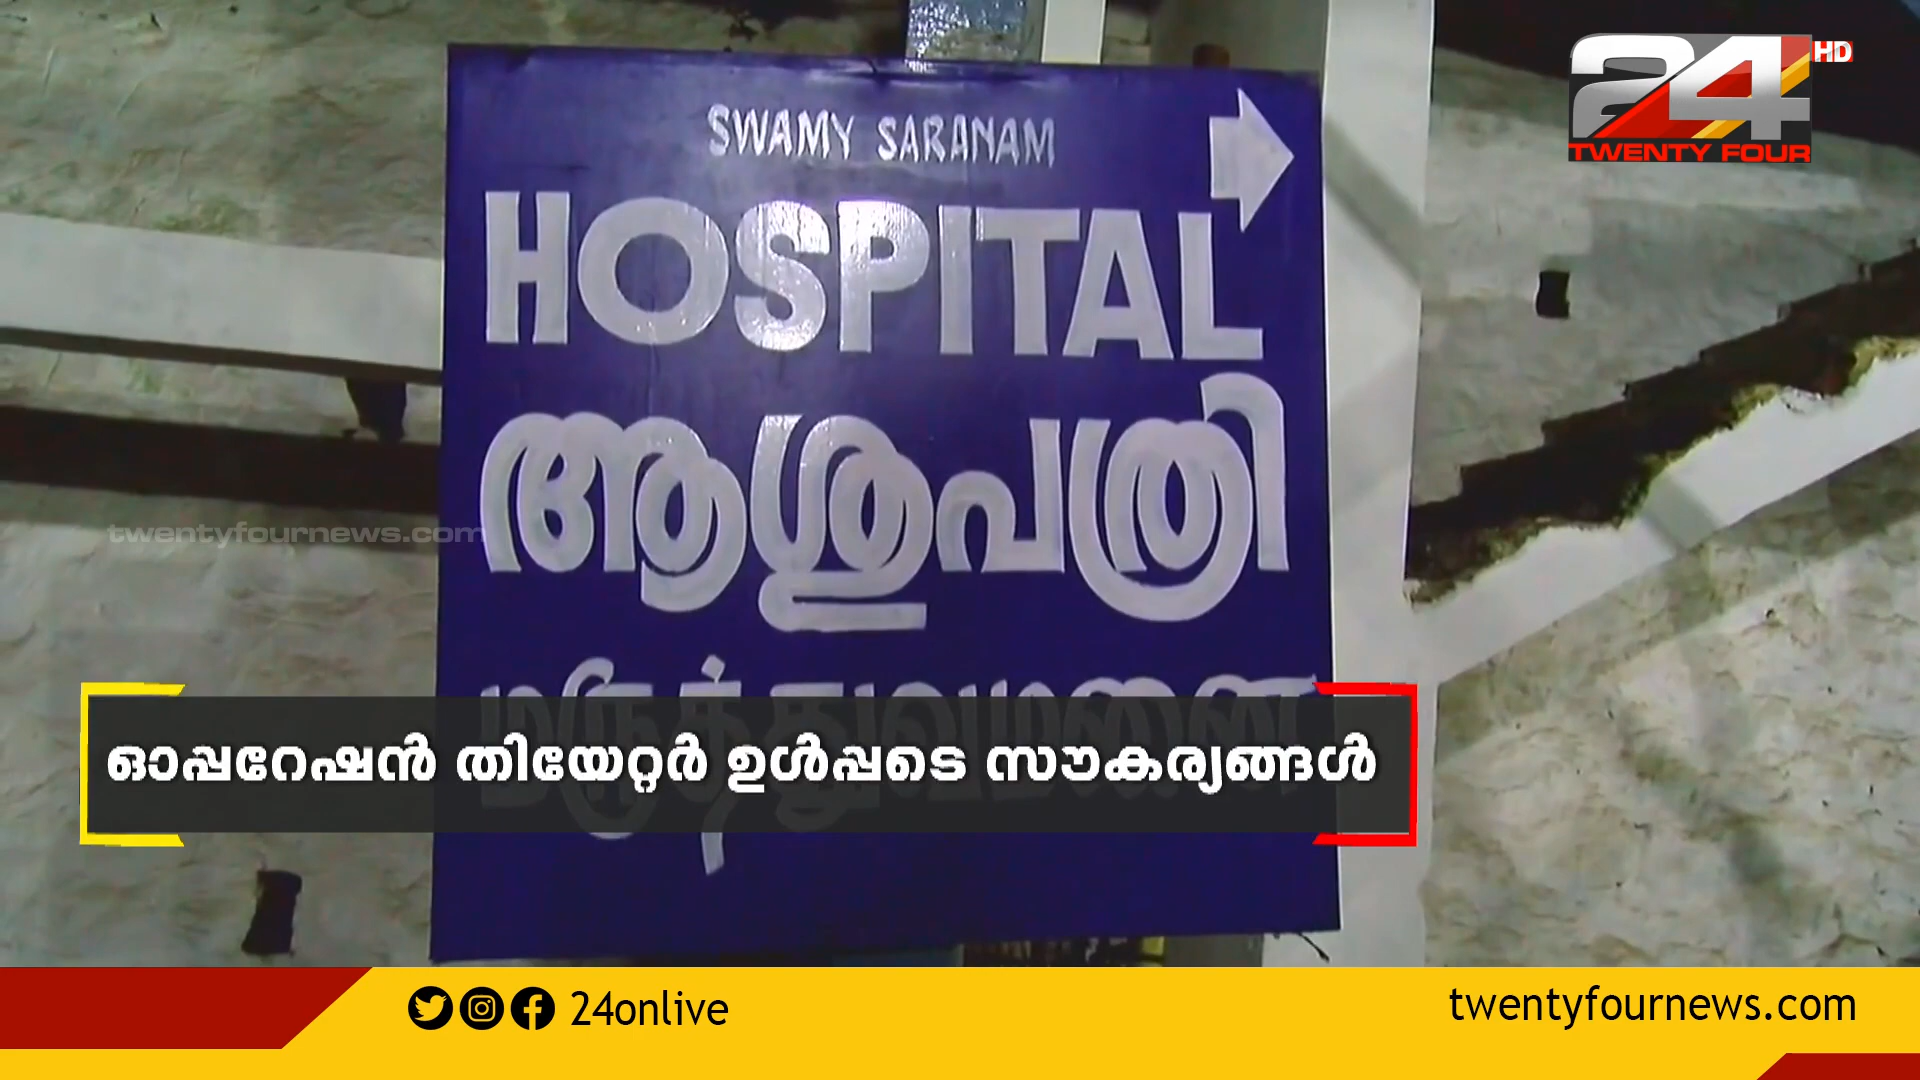 24 HD
TWENTY FOUR
SWAMY SARANAM
HOSPITAL
ആശുപത്രി
twentyfournews.com
ഓപ്പറേഷൻ തിയേറ്റർ ഉൾപ്പടെ സൗകര്യങ്ങൾ
24onlive
twentyfournews.com